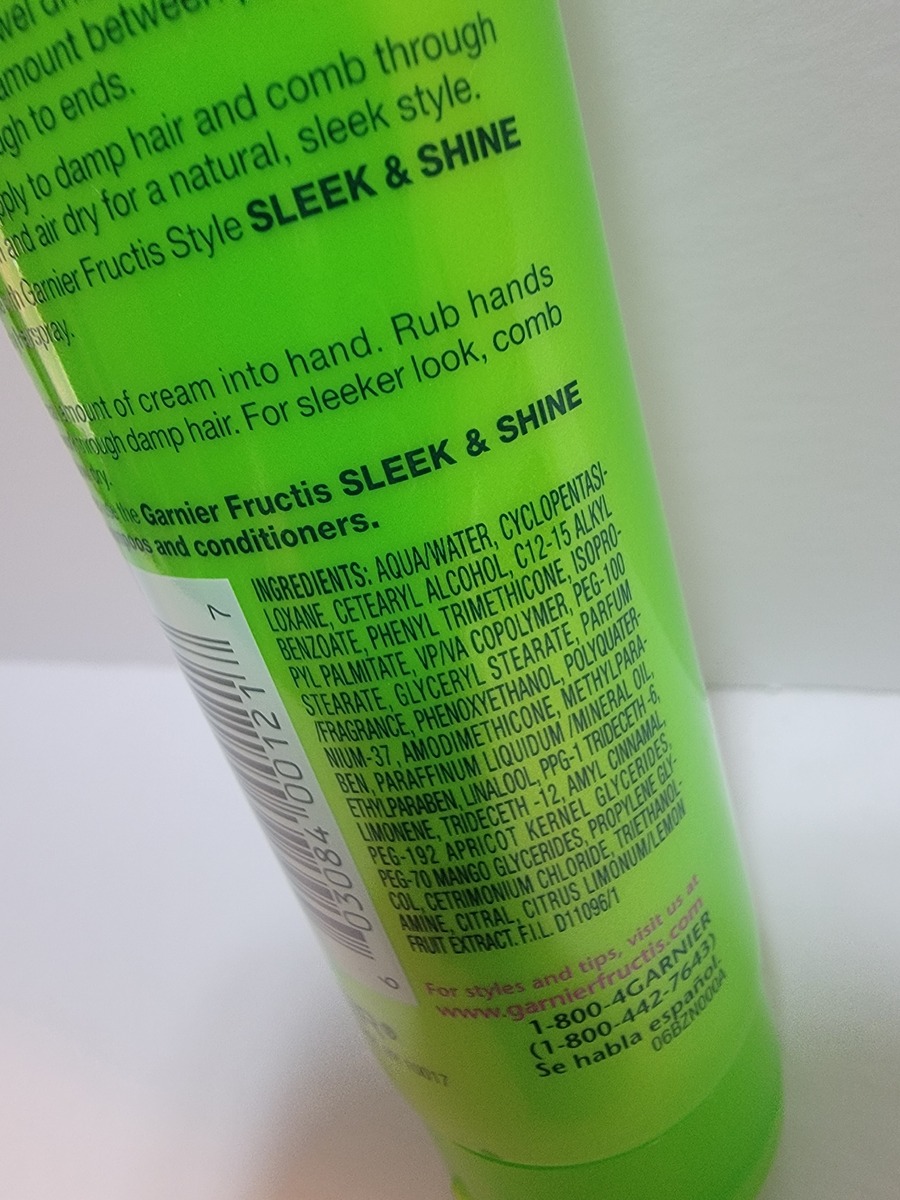 amount between
to ends.
to damp hair and comb through
and air dry for a natural, sleek style.
Garnier Fructis Style SLEEK & SHINE
amount of cream into hand. Rub hands
through damp hair. For sleeker look, comb
the Garnier Fructis SLEEK & SHINE
and conditioners.
INGREDIENTS: AQUA/WATER, CYCLOPENTASI-
LOXANE, CETEARYL ALCOHOL, C12-15 ALKYL
BENZOATE, PHENYL TRIMETHICONE, ISOPRO-
PYL PALMITATE, VP/VA COPOLYMER, PEG-100
STEARATE, GLYCERYL STEARATE, PARFUM
/FRAGRANCE, PHENOXYETHANOL, POLYQUATER-
NIUM-37, AMODIMETHICONE, METHYLPARA-
BEN, PARAFFINUM LIQUIDUM /MINERAL OIL,
ETHYLPARABEN, LINALOOL, PPG-1 TRIDECETH -6,
LIMONENE, TRIDECETH -12, AMYL CINNAMAL,
PEG-192 APRICOT KERNEL GLYCERIDES,
PEG-70 MANGO GLYCERIDES, PROPYLENE GLY-
COL, CETRIMONIUM CHLORIDE, TRIETHANOL-
AMINE, CITRAL, CITRUS LIMONUM/LEMON
FRUIT EXTRACT. F.I.L. D11096/1
6 03084 00121 7
For styles and tips, visit us at
www.garnierfructis.com
1-800-4GARNIER
(1-800-442-7643)
Se habla español.
06BZN000A